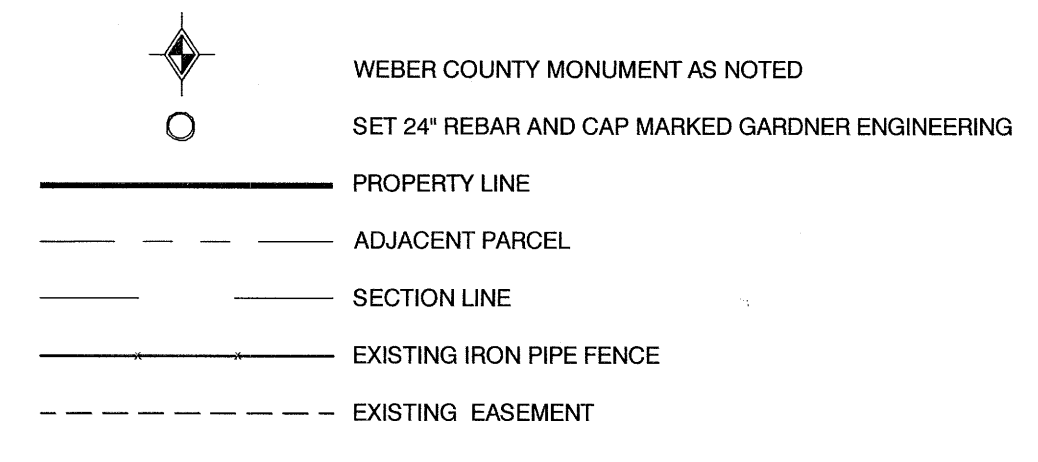 WEBER COUNTY MONUMENT AS NOTED
SET 24" REBAR AND CAP MARKED GARDNER ENGINEERING
PROPERTY LINE
ADJACENT PARCEL
SECTION LINE
EXISTING IRON PIPE FENCE
EXISTING EASEMENT